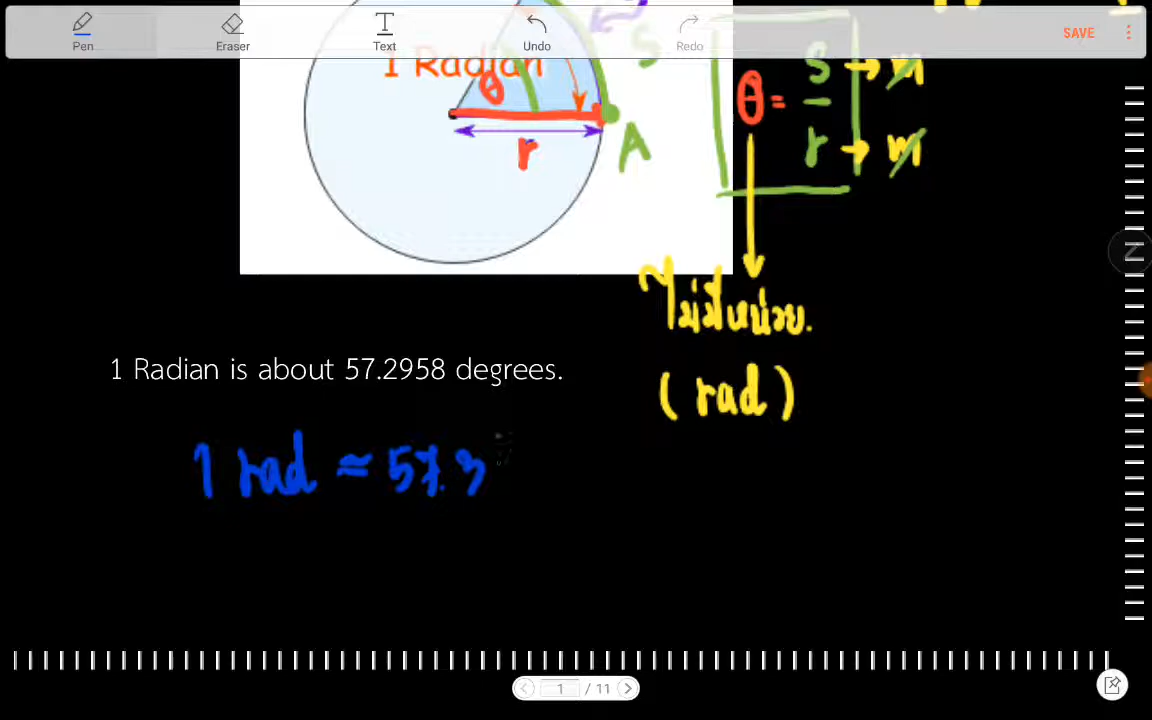 Pen
Eraser
Text
Undo
Redo
SAVE
1 Radian
θ
S
A
r
θ = S → m
r → m
ไม่มีหน่วย.
(rad)
1 Radian is about 57.2958 degrees.
1 rad ≈ 57.3
1 / 11